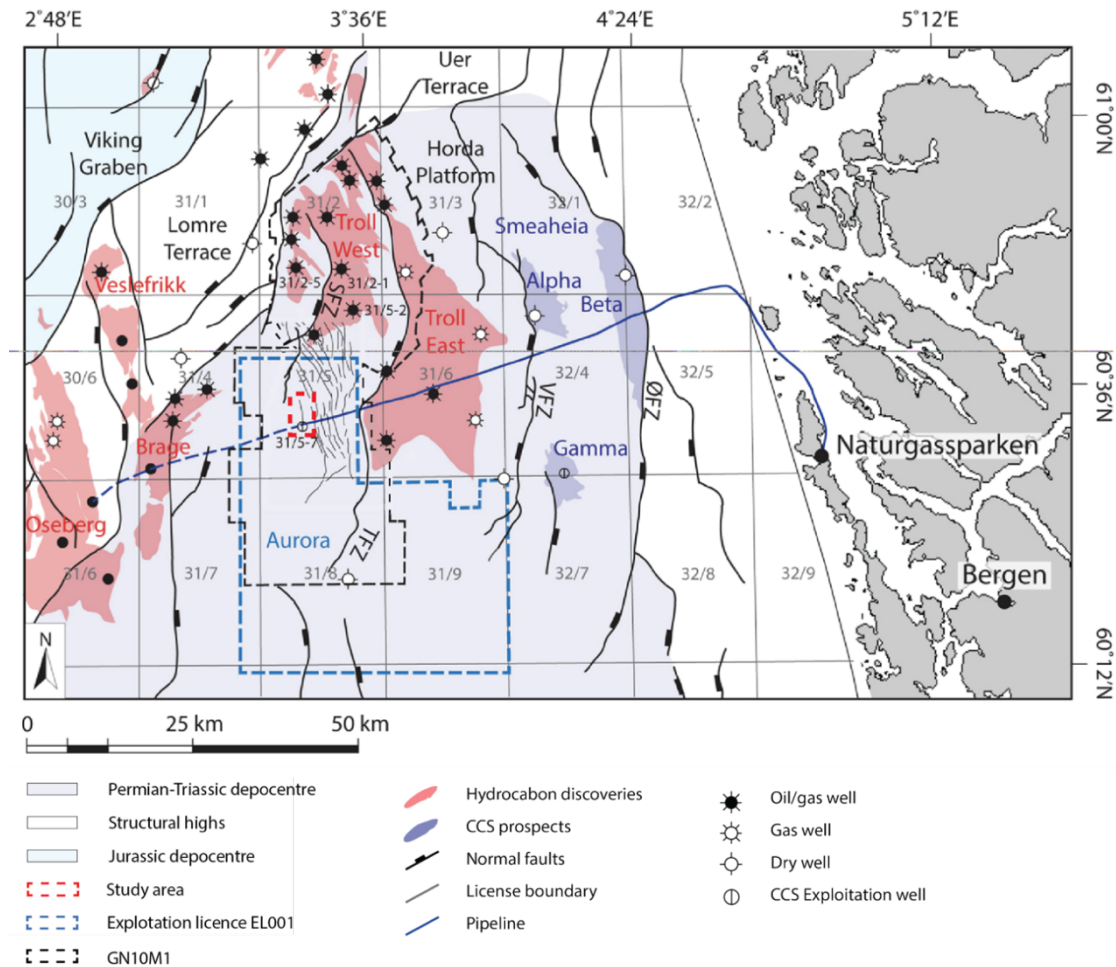 2°48'E
3°36'E
4°24'E
5°12'E
Uer
Terrace
61°00'N
Viking
Graben
Horda
Platform
30/3
31/1
31/2
31/3
32/1
32/2
Lomre
Terrace
Troll
West
Smeaheia
Veslefrikk
31/2-5
SFZ
31/2-1
Alpha
Beta
31/5-2
Troll
East
30/6
31/4
31/5
31/6
32/4
32/5
60°36'N
VFZ
ØFZ
31/5-7
Brage
Gamma
Naturgassparken
Oseberg
Aurora
TFZ
31/6
31/7
31/8
31/9
32/7
32/8
32/9
Bergen
N
60°12'N
0
25 km
50 km
Permian-Triassic depocentre
Structural highs
Jurassic depocentre
Study area
Explotation licence EL001
GN10M1
Hydrocabon discoveries
CCS prospects
Normal faults
License boundary
Pipeline
Oil/gas well
Gas well
Dry well
CCS Exploitation well